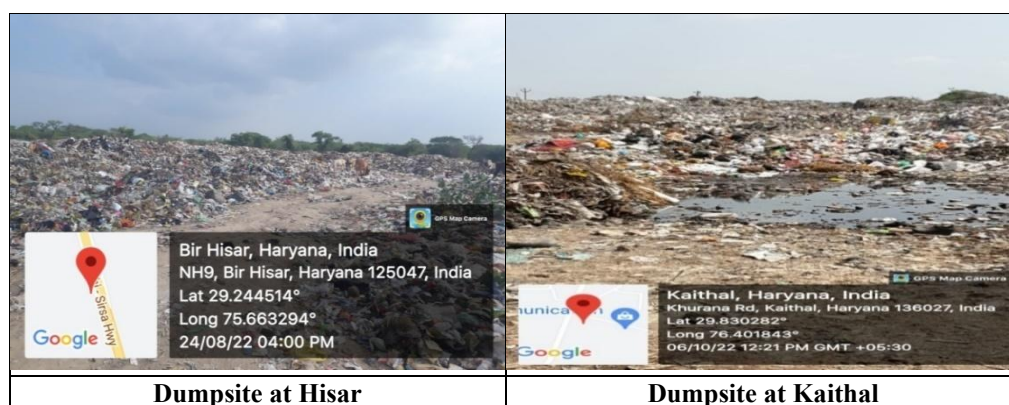 GPS Map Camera
Bir Hisar, Haryana, India
NH9, Bir Hisar, Haryana 125047, India
Lat 29.244514°
Long 75.663294°
24/08/22 04:00 PM
Sirsa Hwy
Google
Dumpsite at Hisar
GPS Map Camera
Kaithal, Haryana, India
Khurana Rd, Kaithal, Haryana 136027, India
Lat 29.830282°
Long 76.401843°
06/10/22 12:21 PM GMT +05:30
Google
Dumpsite at Kaithal